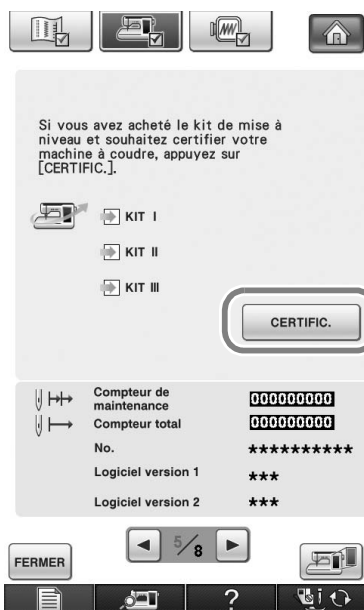 Si vous avez acheté le kit de mise à
niveau et souhaitez certifier votre
machine à coudre, appuyez sur
[CERTIFIC.].
KIT I
KIT II
KIT III
CERTIFIC.
Compteur de
maintenance
000000000
Compteur total
000000000
No.
**********
Logiciel version 1
***
Logiciel version 2
***
5/8
FERMER
?